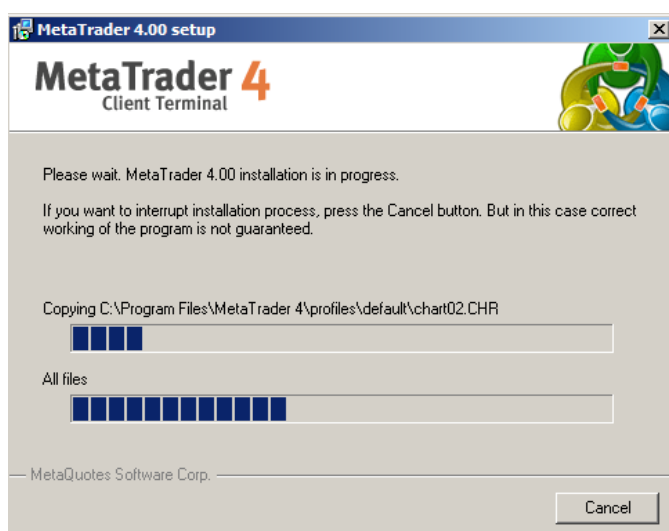 MetaTrader 4.00 setup
MetaTrader 4
Client Terminal
Please wait. MetaTrader 4.00 installation is in progress.
If you want to interrupt installation process, press the Cancel button. But in this case correct
working of the program is not guaranteed.
Copying C:\Program Files\MetaTrader 4\profiles\default\chart02.CHR
All files
MetaQuotes Software Corp.
Cancel